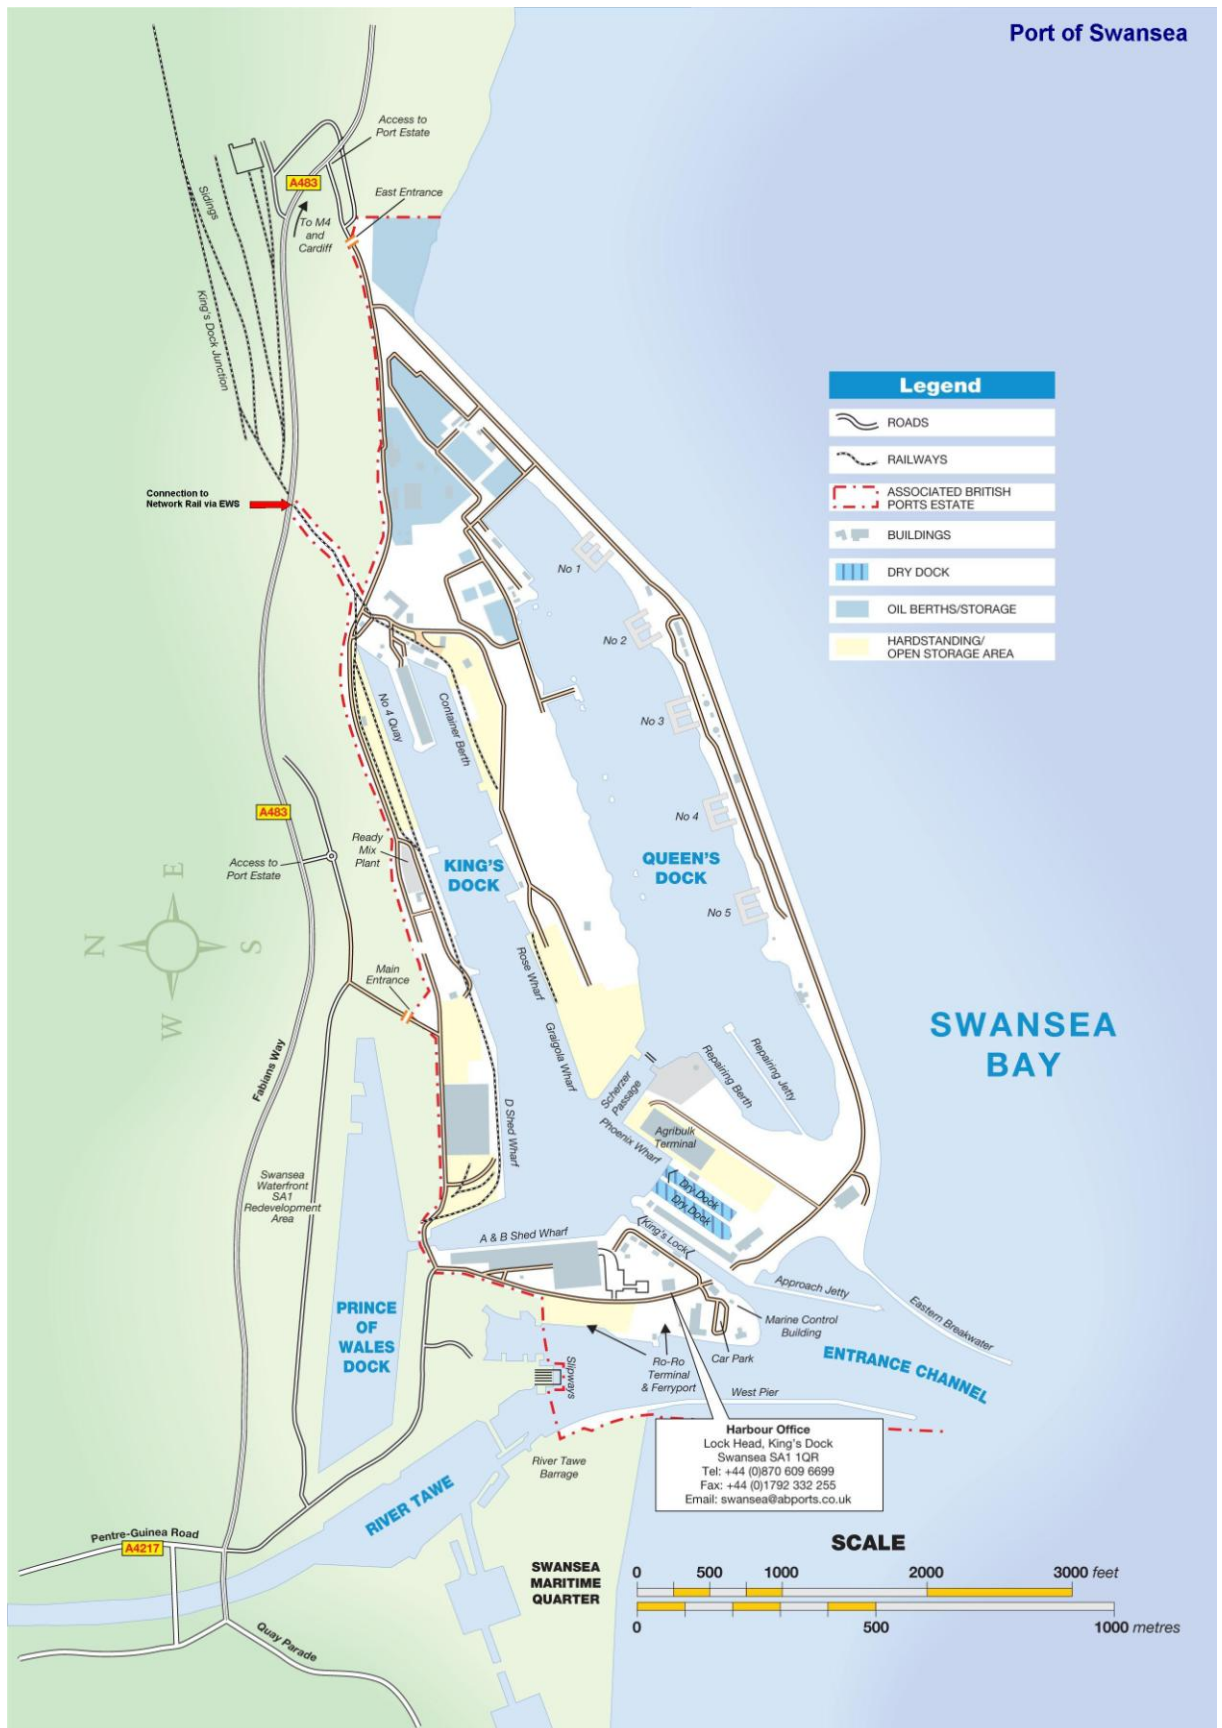 Port of Swansea
Access to
Port Estate
A483
East Entrance
To M4
and
Cardiff
Sidings
King's Dock Junction
Connection to
Network Rail via EWS
Legend
ROADS
RAILWAYS
ASSOCIATED BRITISH
PORTS ESTATE
BUILDINGS
DRY DOCK
OIL BERTHS/STORAGE
HARDSTANDING/
OPEN STORAGE AREA
No 1
No 2
No 3
No 4
No 5
No 4 Quay
Container Berth
A483
Ready
Mix
Plant
Access to
Port Estate
KING'S
DOCK
QUEEN'S
DOCK
N
E
S
W
Main
Entrance
Rose Wharf
Graigola Wharf
SWANSEA
BAY
Fabians Way
D Shed Wharf
Scherzer
Passage
Repairing Berth
Repairing Jetty
Phoenix Wharf
Agribulk
Terminal
Dry Dock
Dry Dock
King's Lock
Swansea
Waterfront
SA1
Redevelopment
Area
A & B Shed Wharf
Approach Jetty
Eastern Breakwater
Marine Control
Building
PRINCE
OF
WALES
DOCK
Slipways
Ro-Ro
Terminal
& Ferryport
Car Park
ENTRANCE CHANNEL
West Pier
Harbour Office
Lock Head, King's Dock
Swansea SA1 1QR
Tel: +44 (0)870 609 6699
Fax: +44 (0)1792 332 255
Email: swansea@abports.co.uk
River Tawe
Barrage
RIVER TAWE
Pentre-Guinea Road
A4217
Quay Parade
SWANSEA
MARITIME
QUARTER
SCALE
0 500 1000 2000 3000 feet
0 500 1000 metres